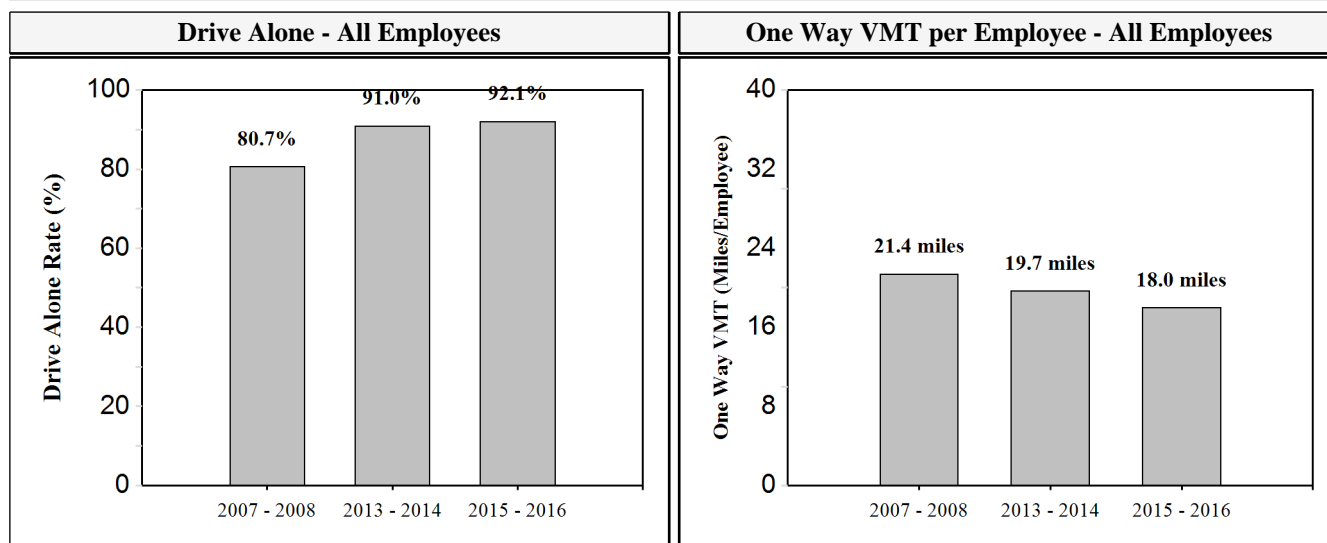 Drive Alone - All Employees
Drive Alone Rate (%)
100
80
60
40
20
0
80.7%
91.0%
92.1%
2007 - 2008
2013 - 2014
2015 - 2016
One Way VMT per Employee - All Employees
One Way VMT (Miles/Employee)
40
32
24
16
8
0
21.4 miles
19.7 miles
18.0 miles
2007 - 2008
2013 - 2014
2015 - 2016